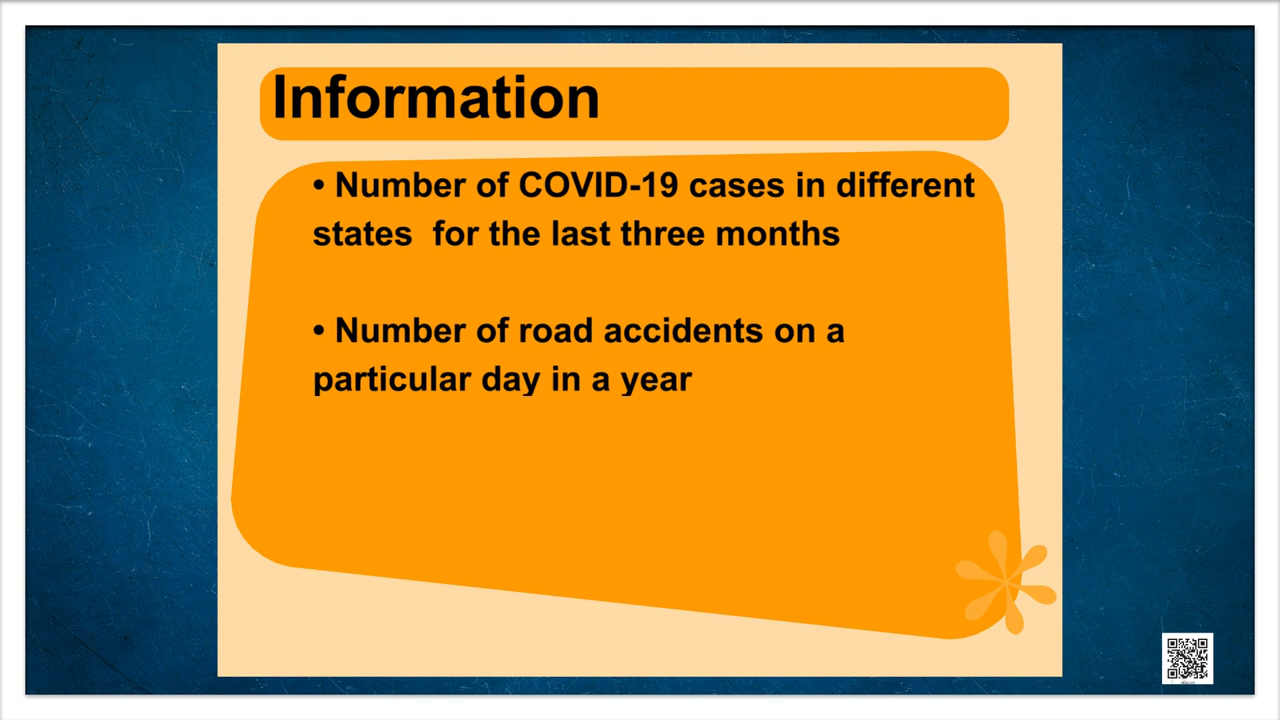 Information
• Number of COVID-19 cases in different
states  for the last three months
• Number of road accidents on a
particular day in a year